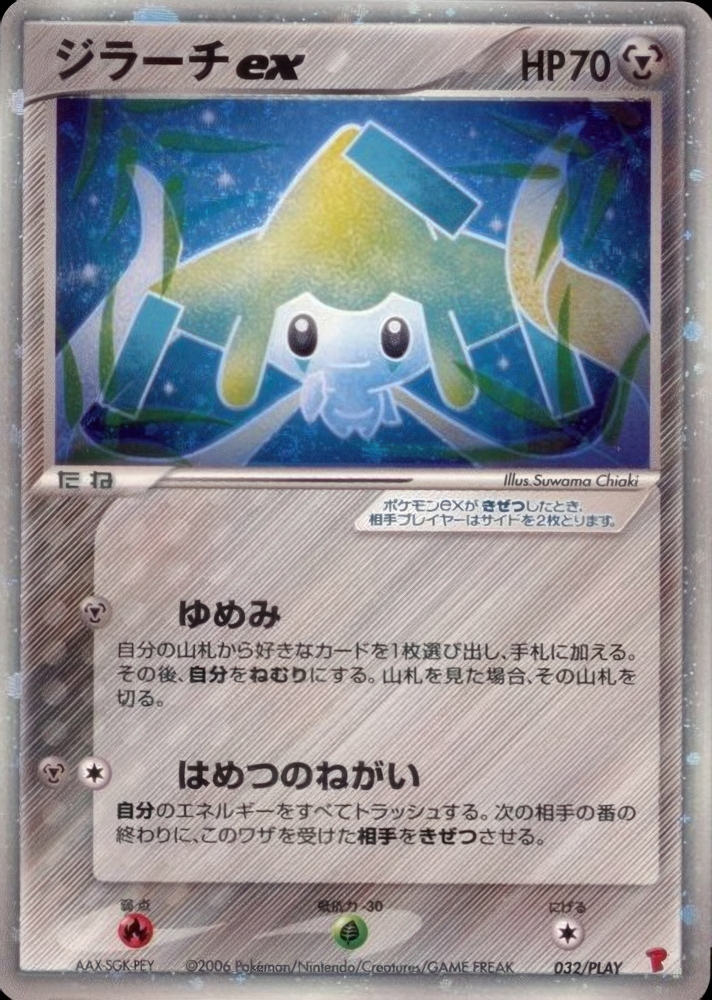 ジラーチex HP70
たね
Illus.Suwama Chiaki
ポケモンexがきぜつしたとき、
相手プレイヤーはサイドを2枚とります。
ゆめみ
自分の山札から好きなカードを1枚選び出し、手札に加える。
その後、自分をねむりにする。山札を見た場合、その山札を
切る。
はめつのねがい
自分のエネルギーをすべてトラッシュする。次の相手の番の
終わりに、このワザを受けた相手をきぜつさせる。
弱点 抵抗力 -30 にげる
AAX-SGK-PEY ©2006 Pokémon/Nintendo/Creatures/GAME FREAK 032/PLAY P